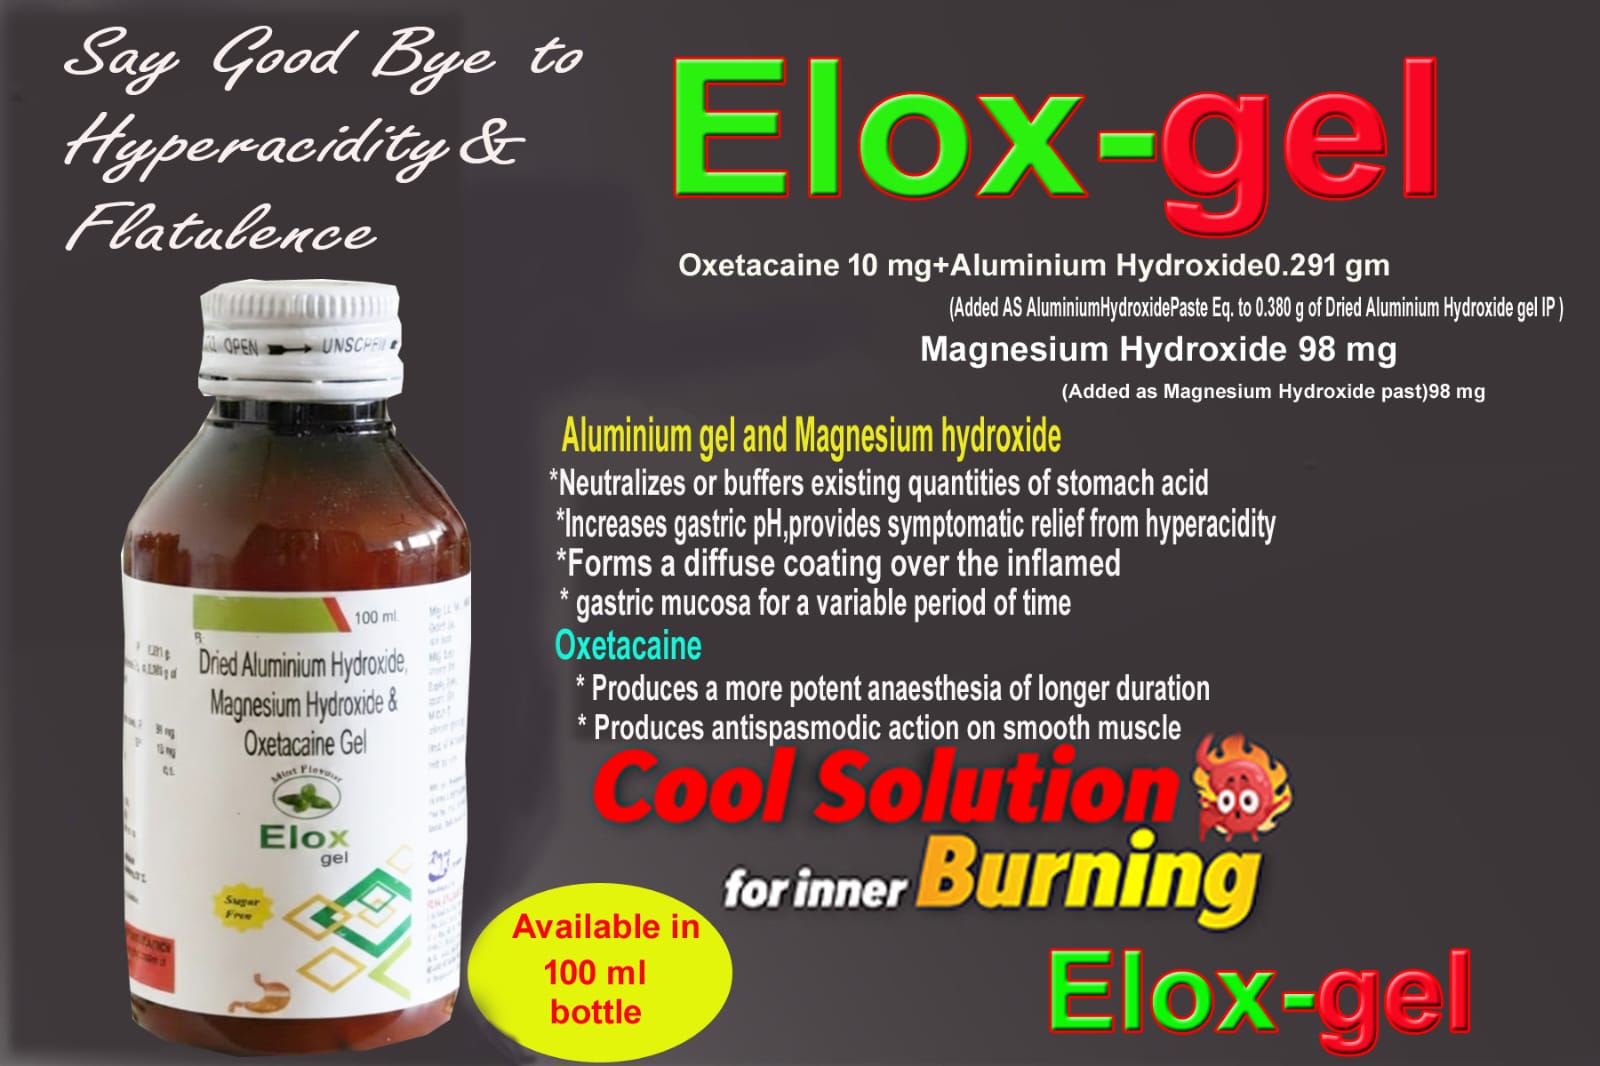 Say Good Bye to
Hyperacidity &
Flatulence
Elox-gel
Oxetacaine 10 mg+Aluminium Hydroxide0.291 gm
(Added AS AluminiumHydroxidePaste Eq. to 0.380 g of Dried Aluminium Hydroxide gel IP )
Magnesium Hydroxide 98 mg
(Added as Magnesium Hydroxide past)98 mg
Aluminium gel and Magnesium hydroxide
*Neutralizes or buffers existing quantities of stomach acid
*Increases gastric pH,provides symptomatic relief from hyperacidity
*Forms a diffuse coating over the inflamed
* gastric mucosa for a variable period of time
Oxetacaine
* Produces a more potent anaesthesia of longer duration
* Produces antispasmodic action on smooth muscle
Cool Solution
for inner Burning
Elox-gel
Available in
100 ml
bottle
OPEN UNSCREW
100 ml.
Dried Aluminium Hydroxide,
Magnesium Hydroxide &
Oxetacaine Gel
Mint Flavour
Elox
gel
Sugar
Free
98 mg
10 mg
q.s.